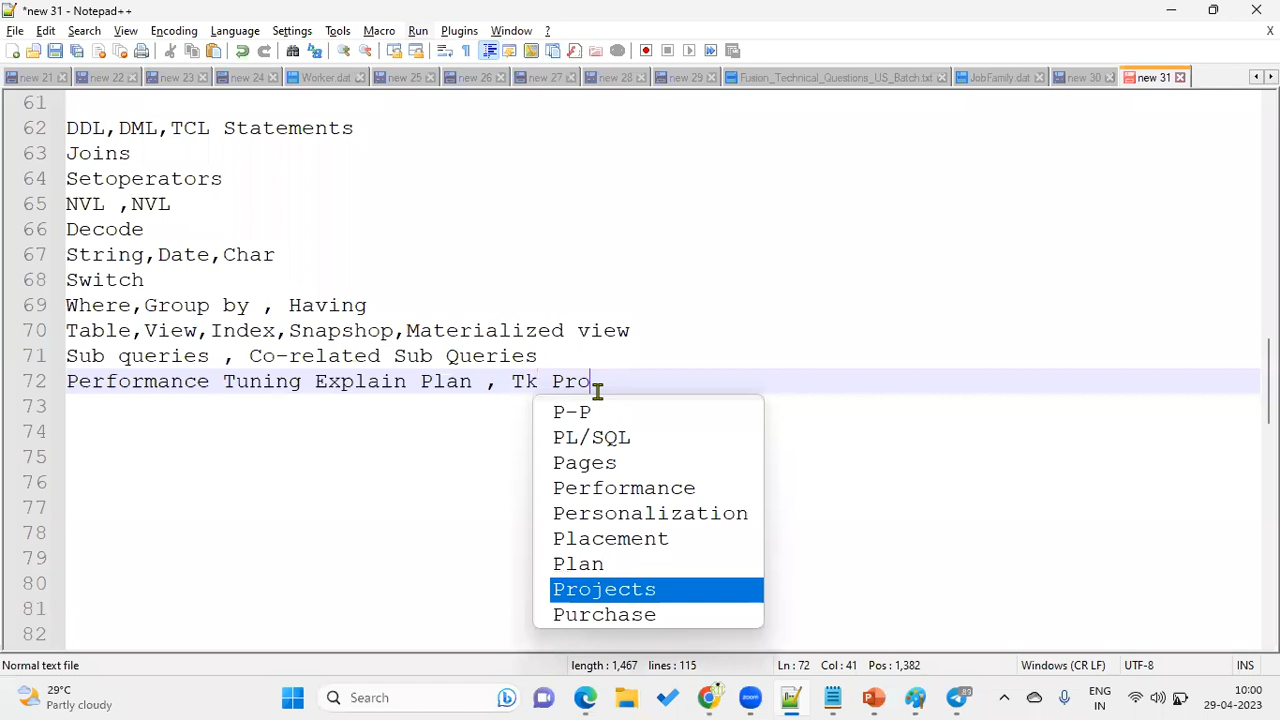 *new 31 - Notepad++
File Edit Search View Encoding Language Settings Tools Macro Run Plugins Window ?
X
new 21 new 22 new 23 new 24 Worker.dat new 25 new 26 new 27 new 28 new 29 Fusion_Technical_Questions_US_Batch.txt JobFamily.dat new 30 new 31
61
62 DDL,DML,TCL Statements
63 Joins
64 Setoperators
65 NVL ,NVL
66 Decode
67 String,Date,Char
68 Switch
69 Where,Group by , Having
70 Table,View,Index,Snapshop,Materialized view
71 Sub queries , Co-related Sub Queries
72 Performance Tuning Explain Plan , Tk Pro
73
74
75
76
77
78
79
80
81
82
P-P
PL/SQL
Pages
Performance
Personalization
Placement
Plan
Projects
Purchase
Normal text file length : 1,467 lines : 115 Ln : 72 Col : 41 Pos : 1,382 Windows (CR LF) UTF-8 INS
29°C
Partly cloudy
Search
zoom
89
ENG
IN
10:00
29-04-2023